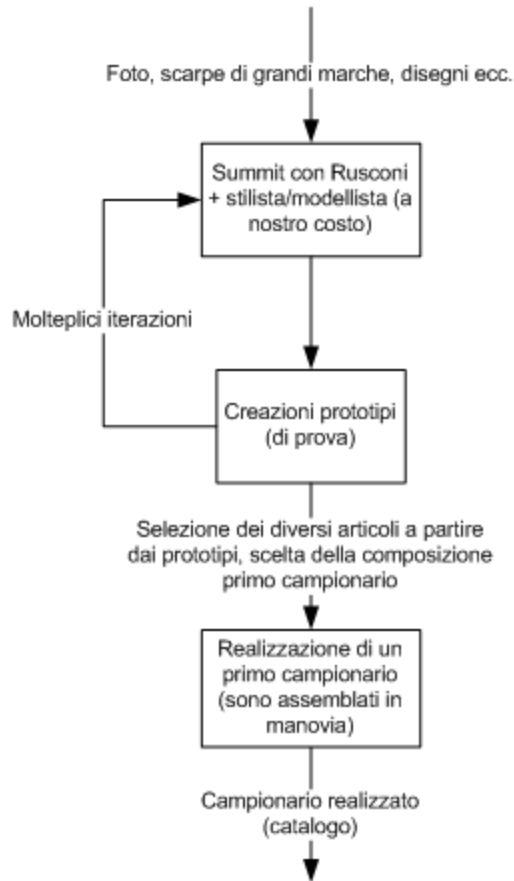 Foto, scarpe di grandi marche, disegni ecc.
Summit con Rusconi
+ stilista/modellista (a
nostro costo)
Molteplici iterazioni
Creazioni prototipi
(di prova)
Selezione dei diversi articoli a partire
dai prototipi, scelta della composizione
primo campionario
Realizzazione di un
primo campionario
(sono assemblati in
manovia)
Campionario realizzato
(catalogo)